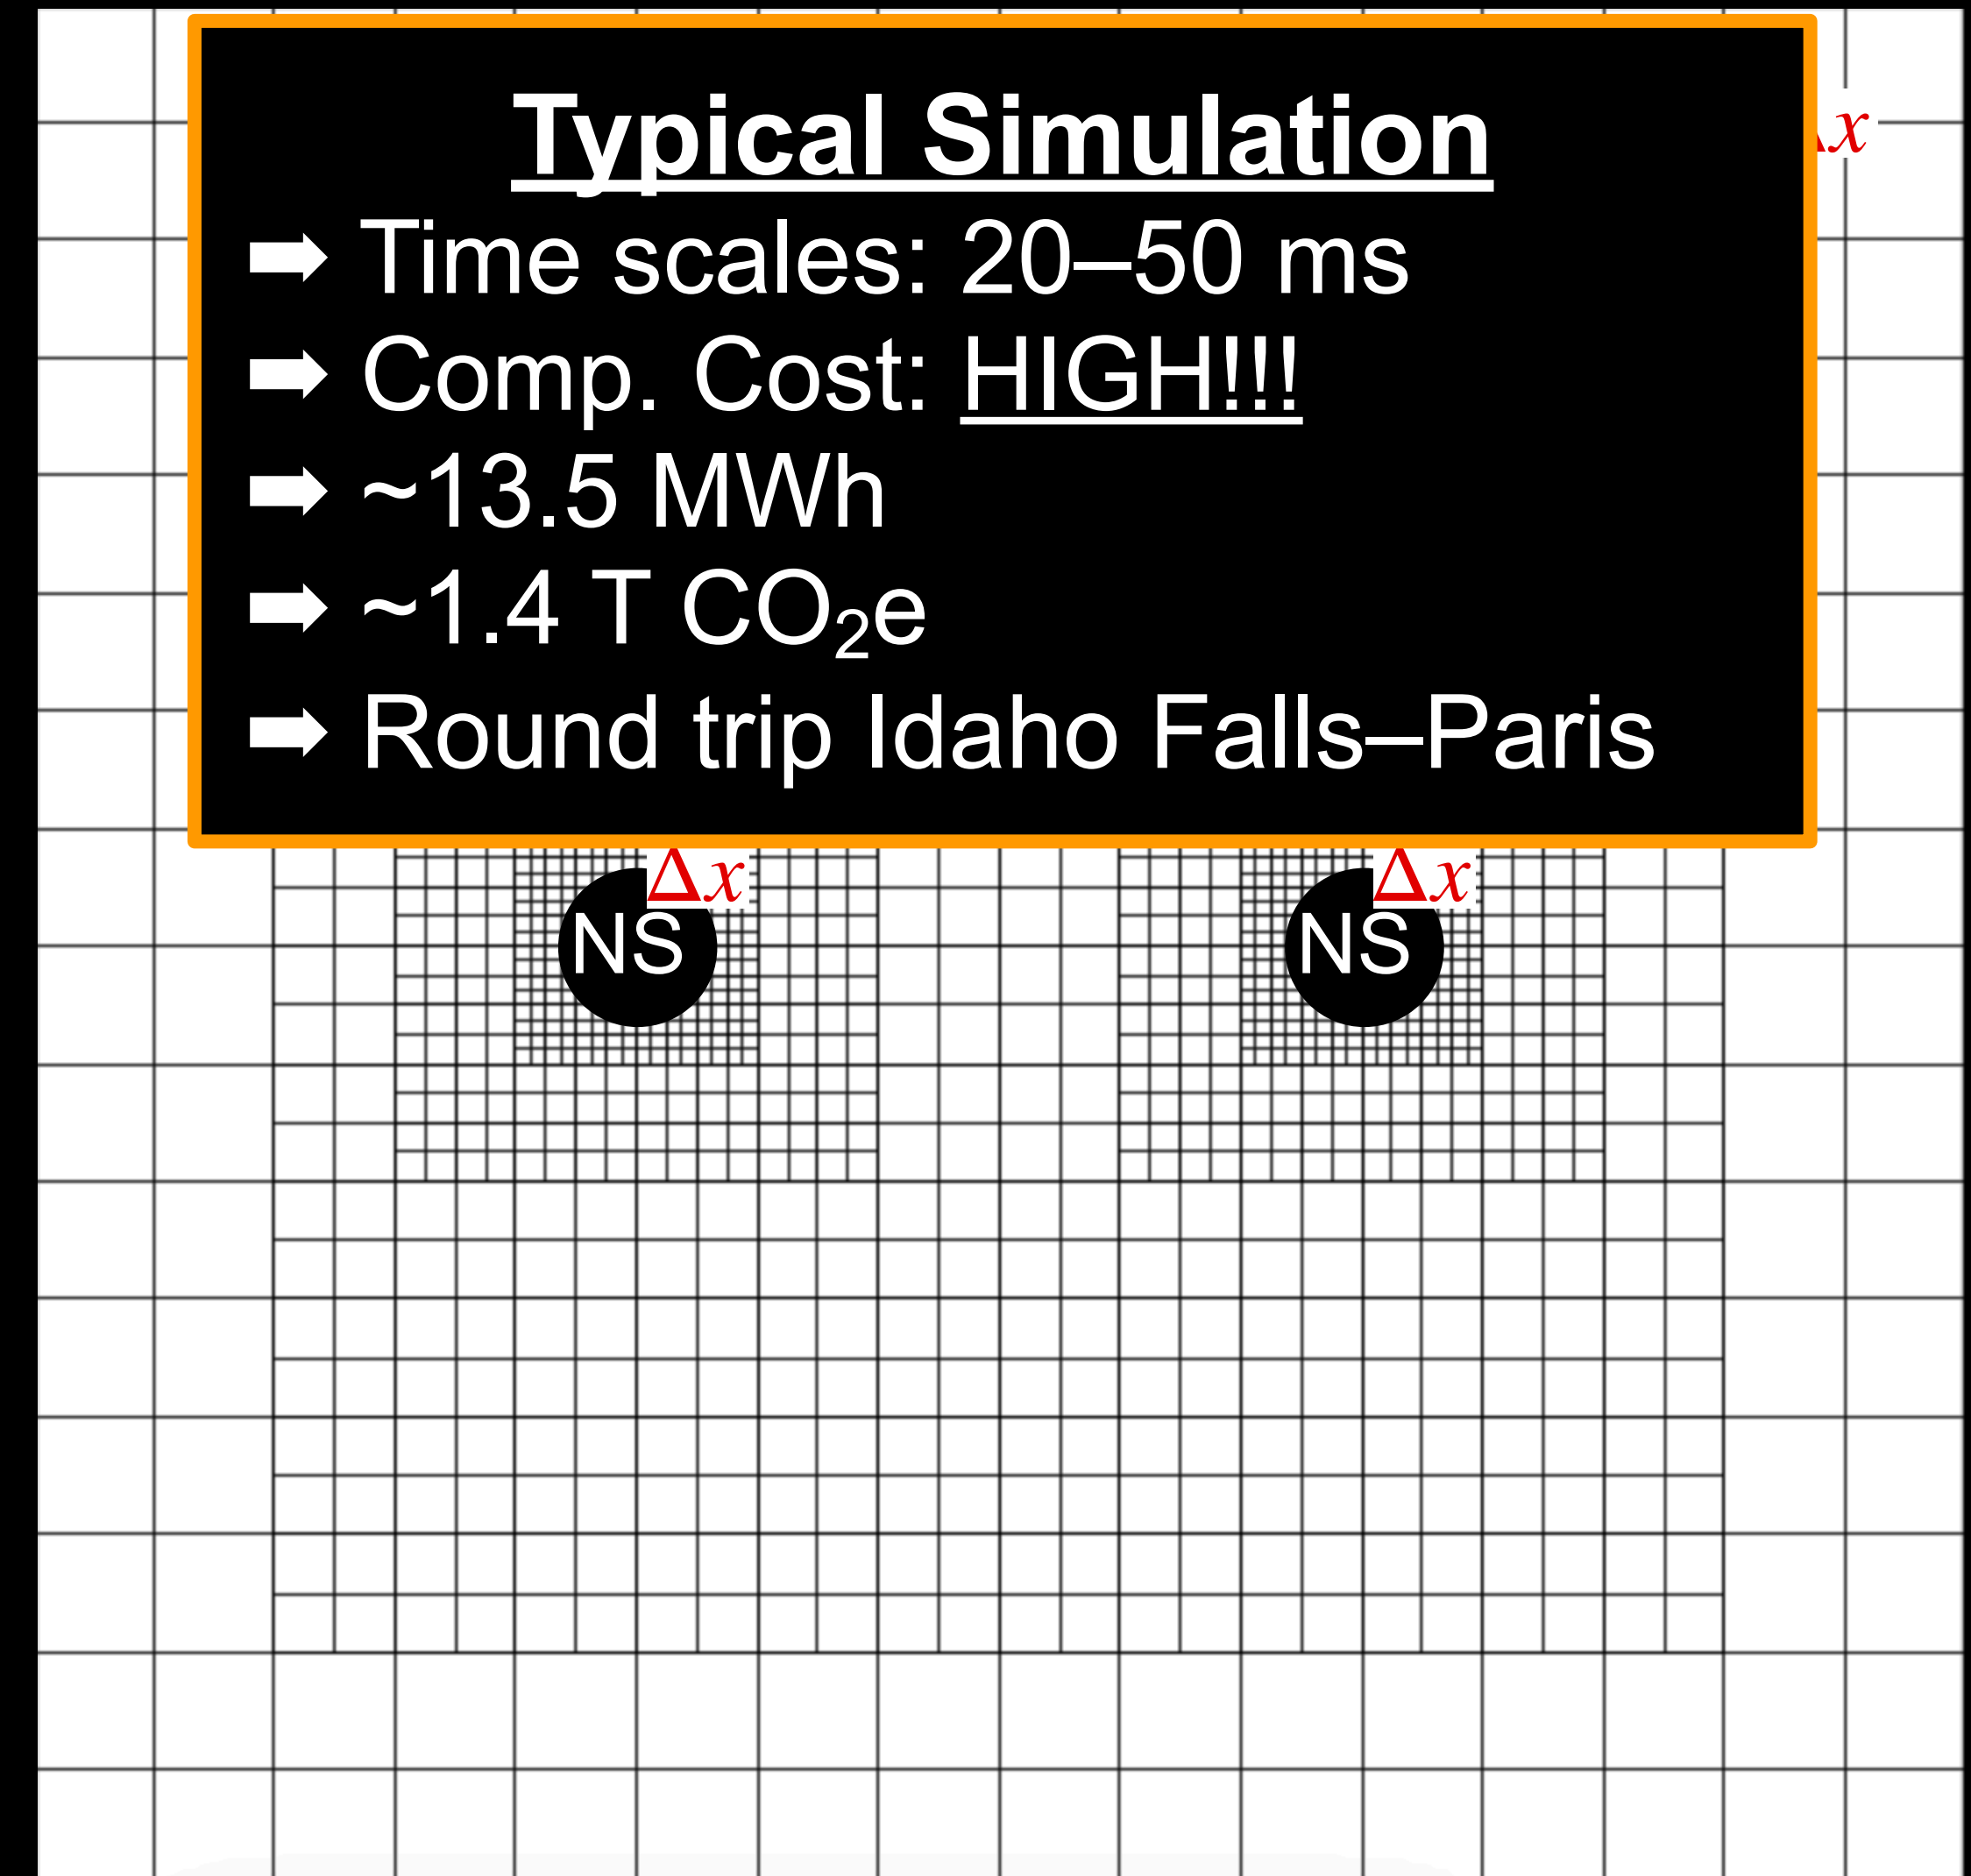 Typical Simulation
Time scales: 20–50 ms
Comp. Cost: HIGH!!!
~13.5 MWh
~1.4 T CO₂e
Round trip Idaho Falls–Paris
x
Δx
Δx
NS
NS